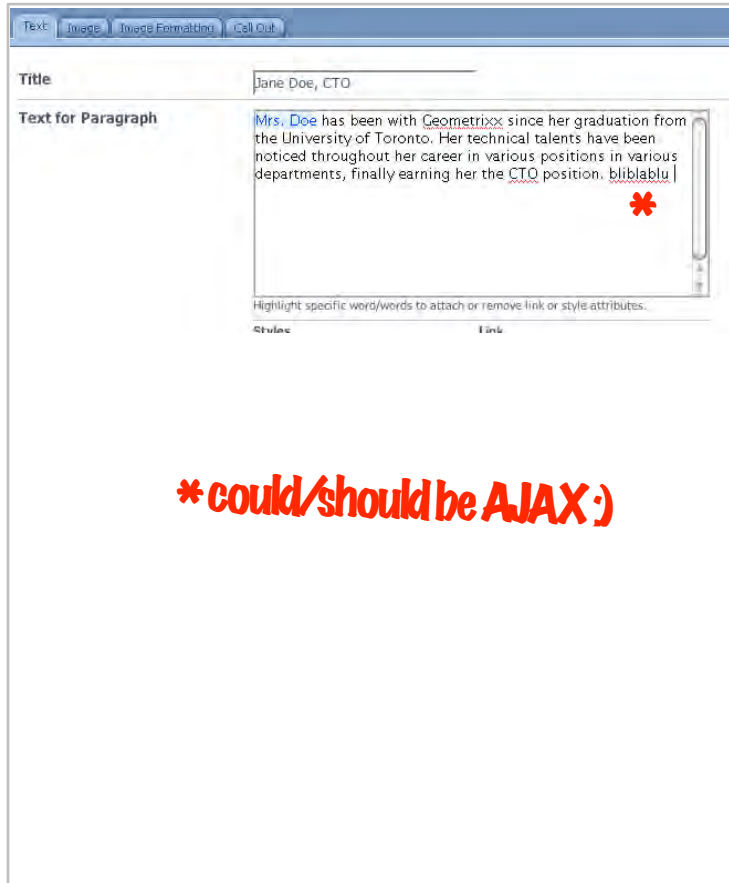 Text Image Image Formatting Call Out
Title
Jane Doe, CTO
Text for Paragraph
Mrs. Doe has been with Geometrixx since her graduation from
the University of Toronto. Her technical talents have been
noticed throughout her career in various positions in various
departments, finally earning her the CTO position. bliblablu
*
Highlight specific word/words to attach or remove link or style attributes.
Styles Link
* could/should be AJAX ;)